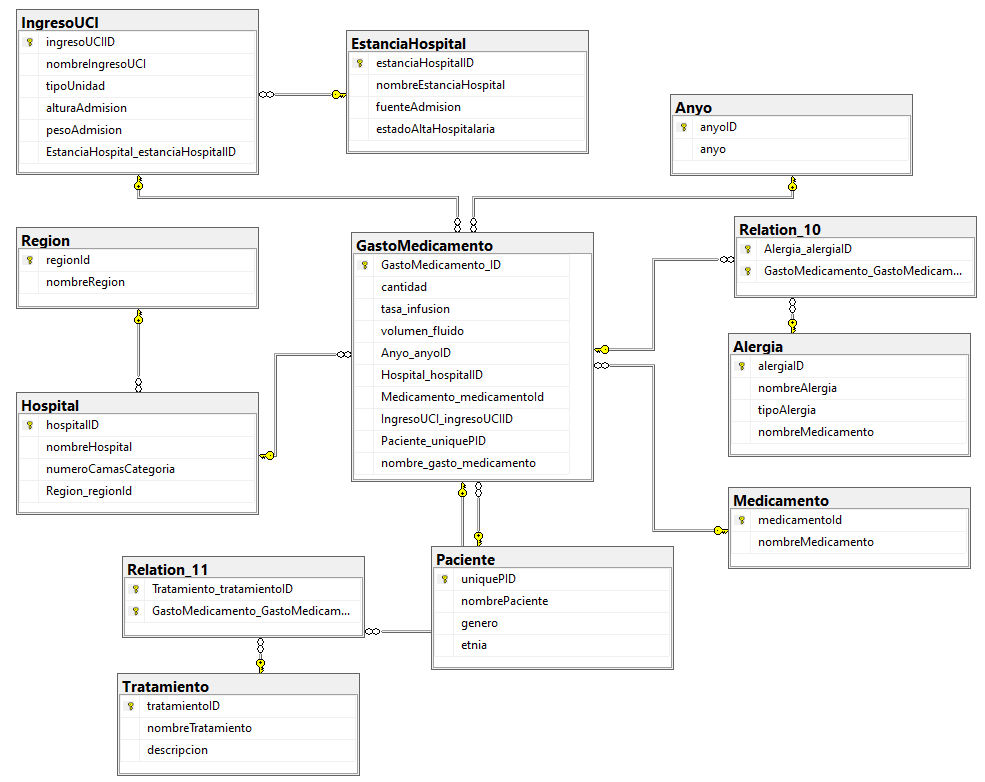 IngresoUCI
ingresoUCIID
nombreIngresoUCI
tipoUnidad
alturaAdmision
pesoAdmision
EstanciaHospital_estanciaHospitalID
EstanciaHospital
estanciaHospitalID
nombreEstanciaHospital
fuenteAdmision
estadoAltaHospitalaria
Anyo
anyoID
anyo
Region
regionId
nombreRegion
GastoMedicamento
GastoMedicamento_ID
cantidad
tasa_infusion
volumen_fluido
Anyo_anyoID
Hospital_hospitalID
Medicamento_medicamentoId
IngresoUCI_ingresoUCIID
Paciente_uniquePID
nombre_gasto_medicamento
Relation_10
Alergia_alergiaID
GastoMedicamento_GastoMedicam...
Alergia
alergiaID
nombreAlergia
tipoAlergia
nombreMedicamento
Hospital
hospitalID
nombreHospital
numeroCamasCategoria
Region_regionId
Medicamento
medicamentoId
nombreMedicamento
Paciente
uniquePID
nombrePaciente
genero
etnia
Relation_11
Tratamiento_tratamientoID
GastoMedicamento_GastoMedicam...
Tratamiento
tratamientoID
nombreTratamiento
descripcion